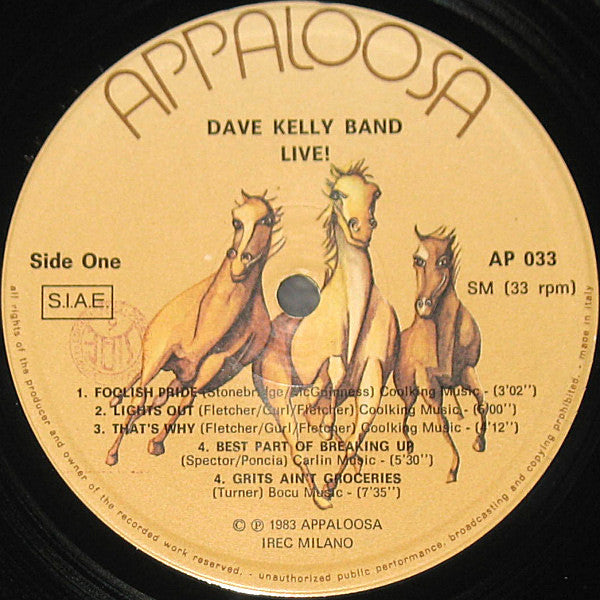 APPALOOSA
DAVE KELLY BAND
LIVE!
Side One
AP 033
S.I.A.E.
SM (33 rpm)
1. FOOLISH PRIDE (Stonebridge/McGuinness) Coolking Music - (3'02")
2. LIGHTS OUT (Fletcher/Gurl/Fletcher) Coolking Music - (6'00")
3. THAT'S WHY (Fletcher/Gurl/Fletcher) Coolking Music - (4'12")
4. BEST PART OF BREAKING UP
(Spector/Poncia) Carlin Music - (5'30")
4. GRITS AIN'T GROCERIES
(Turner) Bocu Music - (7'35")
© ℗ 1983 APPALOOSA
IREC MILANO
all rights of the producer and owner of the recorded work reserved. - unauthorized public performance, broadcasting and copying prohibited. - made in italy